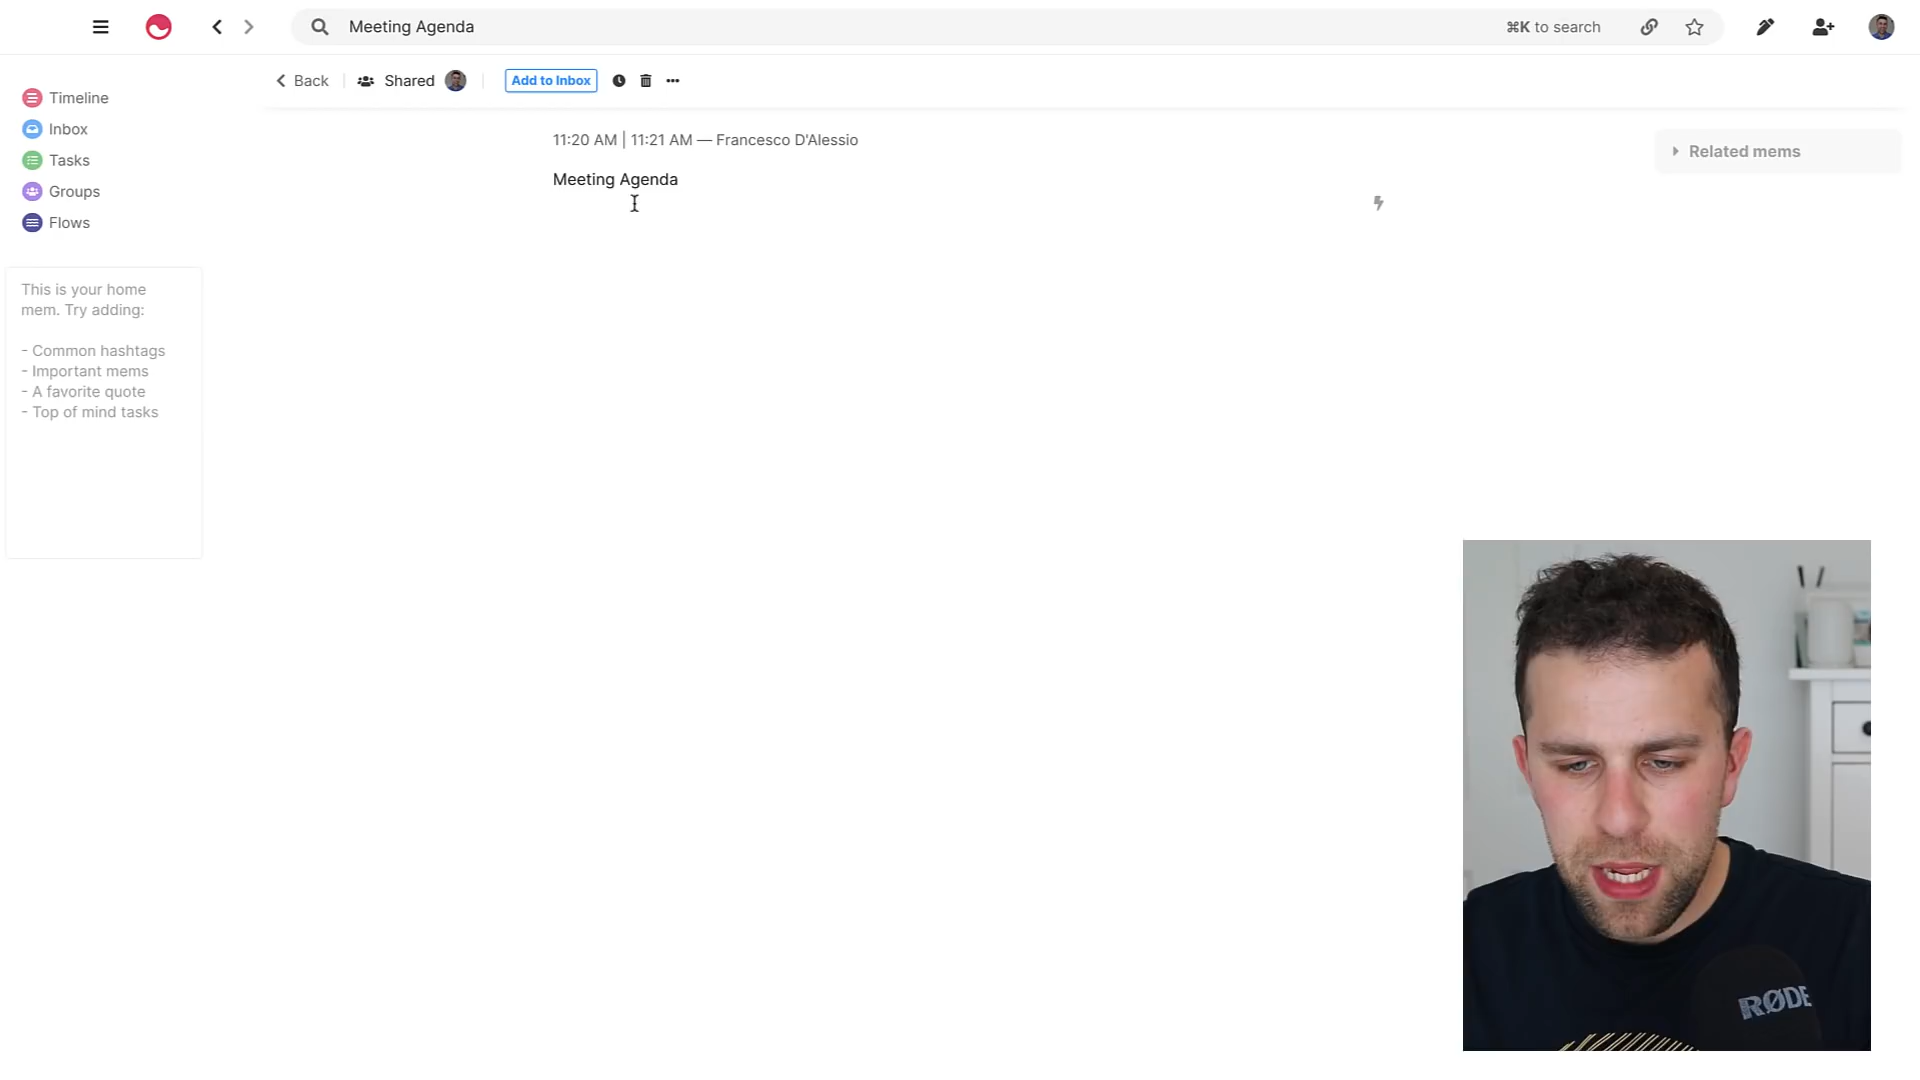 Meeting Agenda
⌘K to search
Back
Shared
Add to Inbox
Timeline
Inbox
Tasks
Groups
Flows
This is your home
mem. Try adding:
- Common hashtags
- Important mems
- A favorite quote
- Top of mind tasks
11:20 AM | 11:21 AM — Francesco D'Alessio
Meeting Agenda
Related mems
RØDE